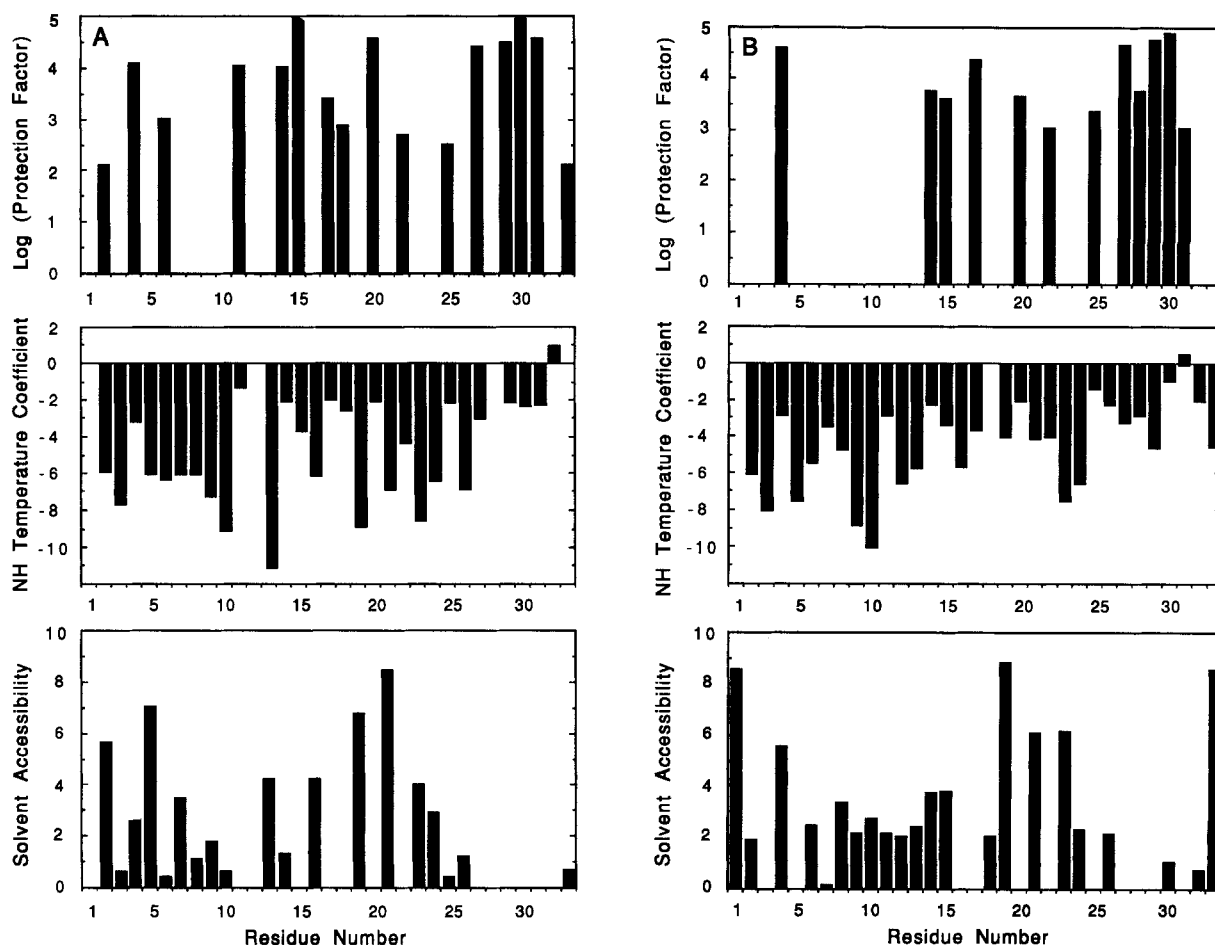 A
Log (Protection Factor)
5
4
3
2
1
0
1 5 10 15 20 25 30
NH Temperature Coefficient
2
0
-2
-4
-6
-8
-10
1 5 10 15 20 25 30
Solvent Accessibility
10
8
6
4
2
0
1 5 10 15 20 25 30
Residue Number
B
Log (Protection Factor)
5
4
3
2
1
0
1 5 10 15 20 25 30
NH Temperature Coefficient
2
0
-2
-4
-6
-8
-10
1 5 10 15 20 25 30
Solvent Accessibility
10
8
6
4
2
0
1 5 10 15 20 25 30
Residue Number